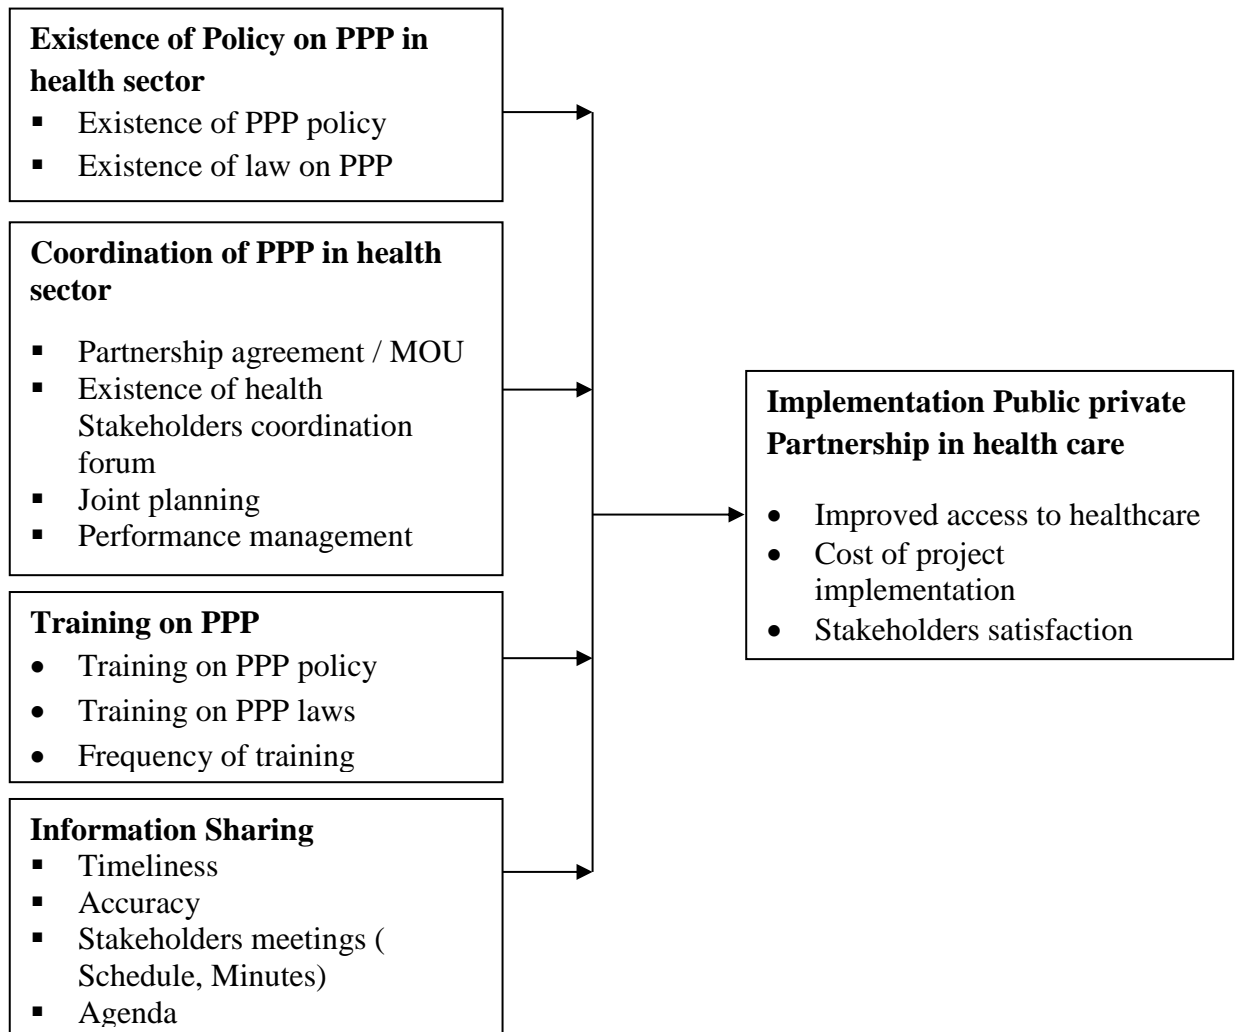 Existence of Policy on PPP in
health sector
▪ Existence of PPP policy
▪ Existence of law on PPP
Coordination of PPP in health
sector
▪ Partnership agreement / MOU
▪ Existence of health
Stakeholders coordination
forum
▪ Joint planning
▪ Performance management
Training on PPP
• Training on PPP policy
• Training on PPP laws
• Frequency of training
Information Sharing
▪ Timeliness
▪ Accuracy
▪ Stakeholders meetings (
Schedule, Minutes)
▪ Agenda
Implementation Public private
Partnership in health care
• Improved access to healthcare
• Cost of project
implementation
• Stakeholders satisfaction